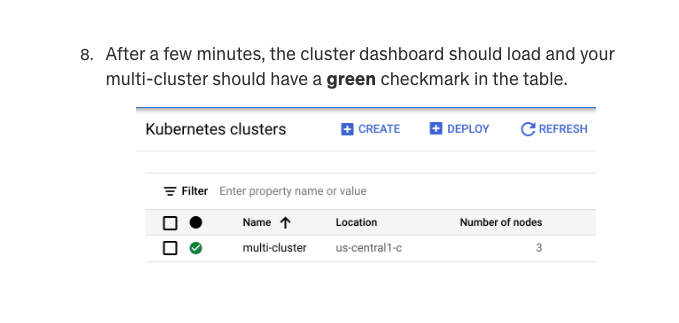 8. After a few minutes, the cluster dashboard should load and your
multi-cluster should have a green checkmark in the table.
Kubernetes clusters CREATE DEPLOY REFRESH
Filter Enter property name or value
Name ↑ Location Number of nodes
multi-cluster us-central1-c 3